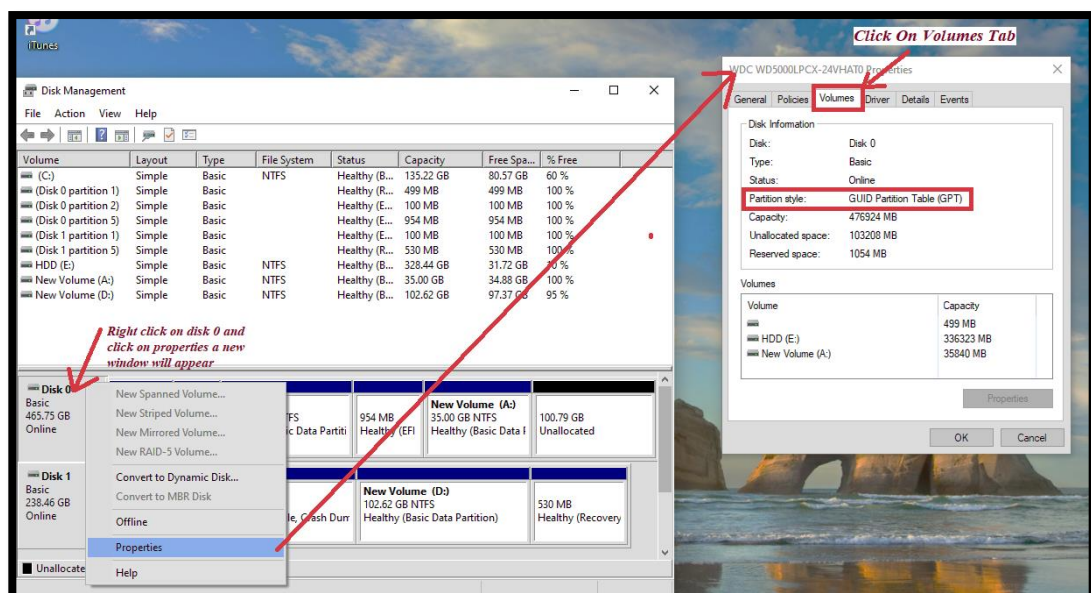 iTunes
Click On Volumes Tab
Disk Management
File Action View Help
Volume Layout Type File System Status Capacity Free Spa... % Free
(C:) Simple Basic NTFS Healthy (B... 135.22 GB 80.57 GB 60 %
(Disk 0 partition 1) Simple Basic Healthy (R... 499 MB 499 MB 100 %
(Disk 0 partition 2) Simple Basic Healthy (E... 100 MB 100 MB 100 %
(Disk 0 partition 5) Simple Basic Healthy (E... 954 MB 954 MB 100 %
(Disk 1 partition 1) Simple Basic Healthy (E... 100 MB 100 MB 100 %
(Disk 1 partition 5) Simple Basic Healthy (R... 530 MB 530 MB 100 %
HDD (E:) Simple Basic NTFS Healthy (B... 328.44 GB 31.72 GB %
New Volume (A:) Simple Basic NTFS Healthy (B... 35.00 GB 34.88 GB 100 %
New Volume (D:) Simple Basic NTFS Healthy (B... 102.62 GB 97.37 GB 95 %
Right click on disk 0 and
click on properties a new
window will appear
Disk 0
Basic
465.75 GB
Online
New Spanned Volume...
New Striped Volume...
New Mirrored Volume...
New RAID-5 Volume...
Convert to Dynamic Disk...
Convert to MBR Disk
Offline
Properties
Help
TFS
ic Data Partiti
954 MB
Healthy (EFI
New Volume (A:)
35.00 GB NTFS
Healthy (Basic Data F
100.79 GB
Unallocated
Disk 1
Basic
238.46 GB
Online
le, Crash Dum
New Volume (D:)
102.62 GB NTFS
Healthy (Basic Data Partition)
530 MB
Healthy (Recovery
Unallocate
WDC WD5000LPCX-24VHAT0 Properties
General Policies Volumes Driver Details Events
Disk Information
Disk: Disk 0
Type: Basic
Status: Online
Partition style: GUID Partition Table (GPT)
Capacity: 476924 MB
Unallocated space: 103208 MB
Reserved space: 1054 MB
Volumes
Volume Capacity
499 MB
HDD (E:) 336323 MB
New Volume (A:) 35840 MB
Properties
OK Cancel